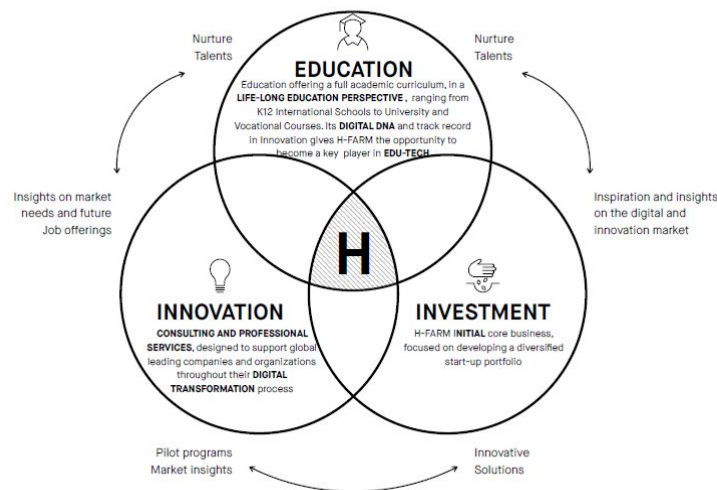 Nurture
Talents
Nurture
Talents
EDUCATION
Education offering a full academic curriculum, in a
LIFE-LONG EDUCATION PERSPECTIVE , ranging from
K12 International Schools to University and
Vocational Courses. Its DIGITAL DNA and track record
in Innovation gives H-FARM the opportunity to
become a key player in EDU-TECH
Insights on market
needs and future
Job offerings
Inspiration and insights
on the digital and
innovation market
H
INNOVATION
CONSULTING AND PROFESSIONAL
SERVICES, designed to support global
leading companies and organizations
throughout their DIGITAL
TRANSFORMATION process
INVESTMENT
H-FARM INITIAL core business,
focused on developing a diversified
start-up portfolio
Pilot programs
Market insights
Innovative
Solutions